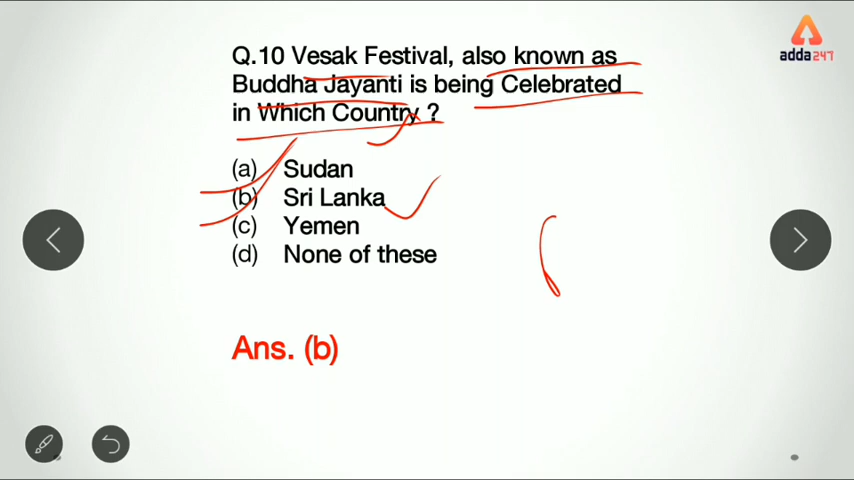 adda247
Q.10 Vesak Festival, also known as
Buddha Jayanti is being Celebrated
in Which Country ?
(a) Sudan
(b) Sri Lanka
(c) Yemen
(d) None of these
Ans. (b)